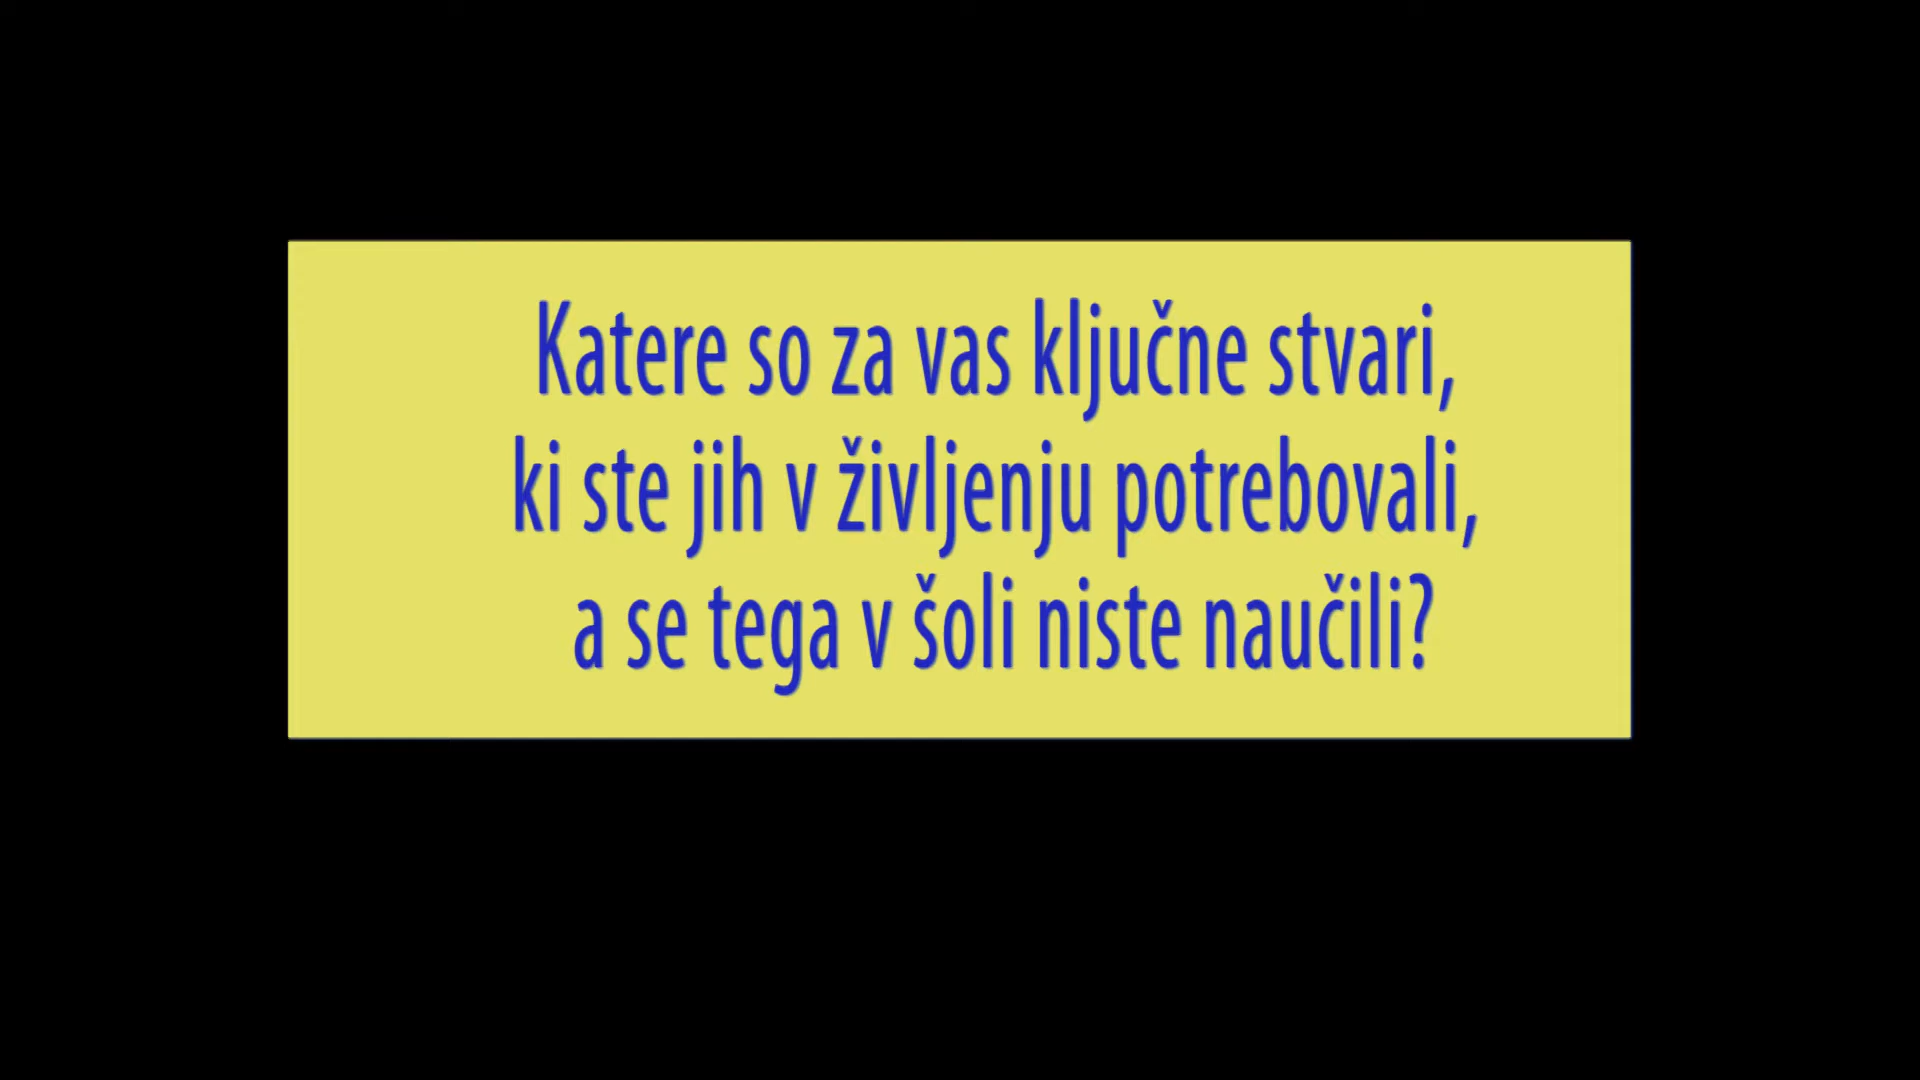 Katere so za vas ključne stvari,
ki ste jih v življenju potrebovali,
a se tega v šoli niste naučili?